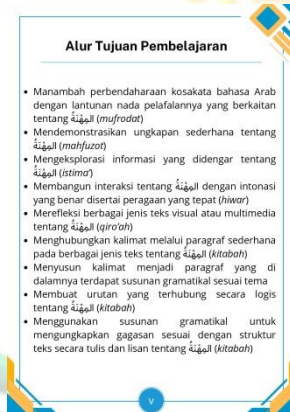 Alur Tujuan Pembelajaran
• Manambah perbendaharaan kosakata bahasa Arab
dengan lantunan nada pelafalannya yang berkaitan
tentang المِهْنَةُ (mufrodat)
• Mendemonstrasikan ungkapan sederhana tentang
المِهْنَةُ (mahfuzot)
• Mengeksplorasi informasi yang didengar tentang
المِهْنَةُ (istima')
• Membangun interaksi tentang المِهْنَةُ dengan intonasi
yang benar disertai peragaan yang tepat (hiwar)
• Merefleksi berbagai jenis teks visual atau multimedia
tentang المِهْنَةُ (qiro'ah)
• Menghubungkan kalimat melalui paragraf sederhana
pada berbagai jenis teks tentang المِهْنَةُ (kitabah)
• Menyusun kalimat menjadi paragraf yang di
dalamnya terdapat susunan gramatikal sesuai tema
• Membuat urutan yang terhubung secara logis
tentang المِهْنَةُ (kitabah)
• Menggunakan susunan gramatikal untuk
mengungkapkan gagasan sesuai dengan struktur
teks secara tulis dan lisan tentang المِهْنَةُ (kitabah)
V